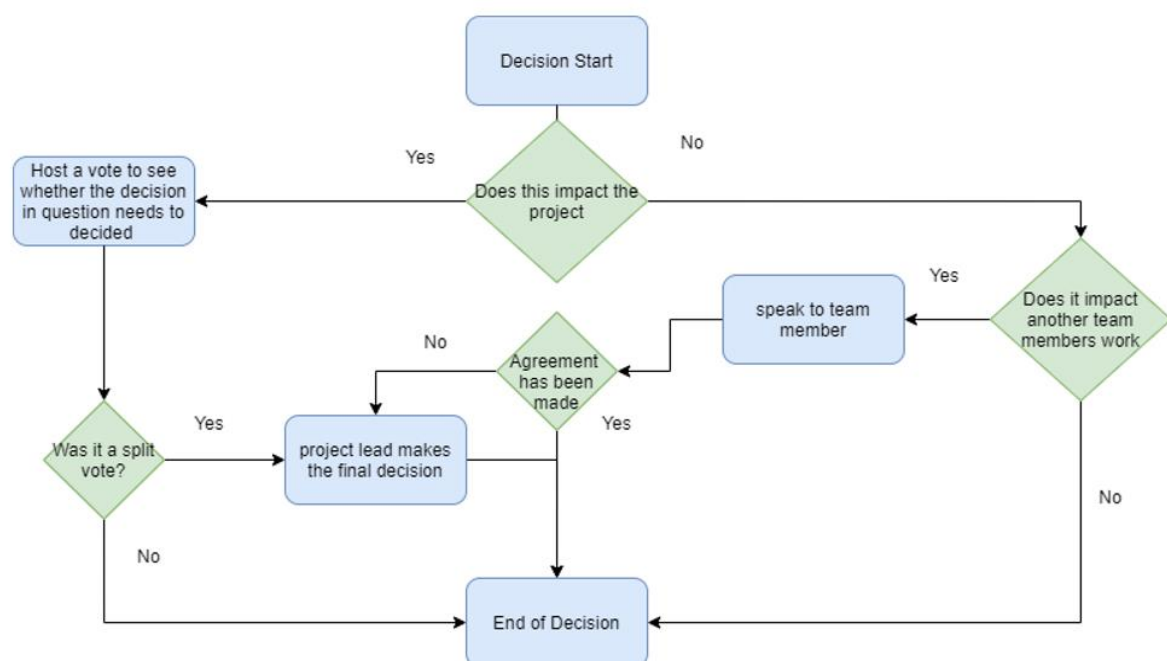 Decision Start
No
Yes
Host a vote to see
whether the decision
in question needs to
decided
Does this impact the
project
Yes
speak to team
member
Does it impact
another team
members work
No
Agreement
has been
made
Yes
Yes
Was it a split
vote?
project lead makes
the final decision
No
No
End of Decision